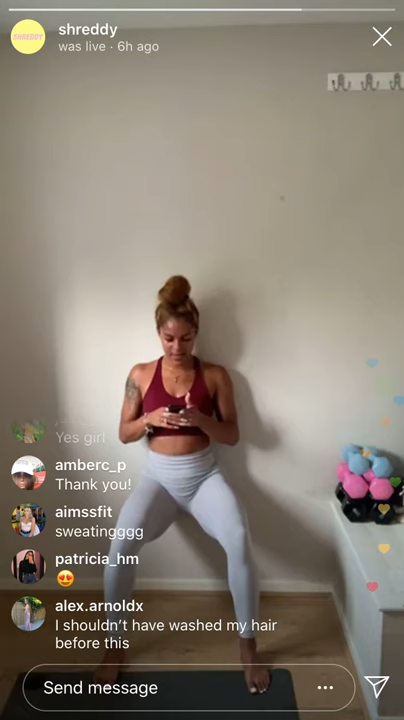 SHREDDY
shreddy
was live · 6h ago
Yes girl
amberc_p
Thank you!
aimssfit
sweatingggg
patricia_hm
😍
alex.arnoldx
I shouldn’t have washed my hair
before this
Send message